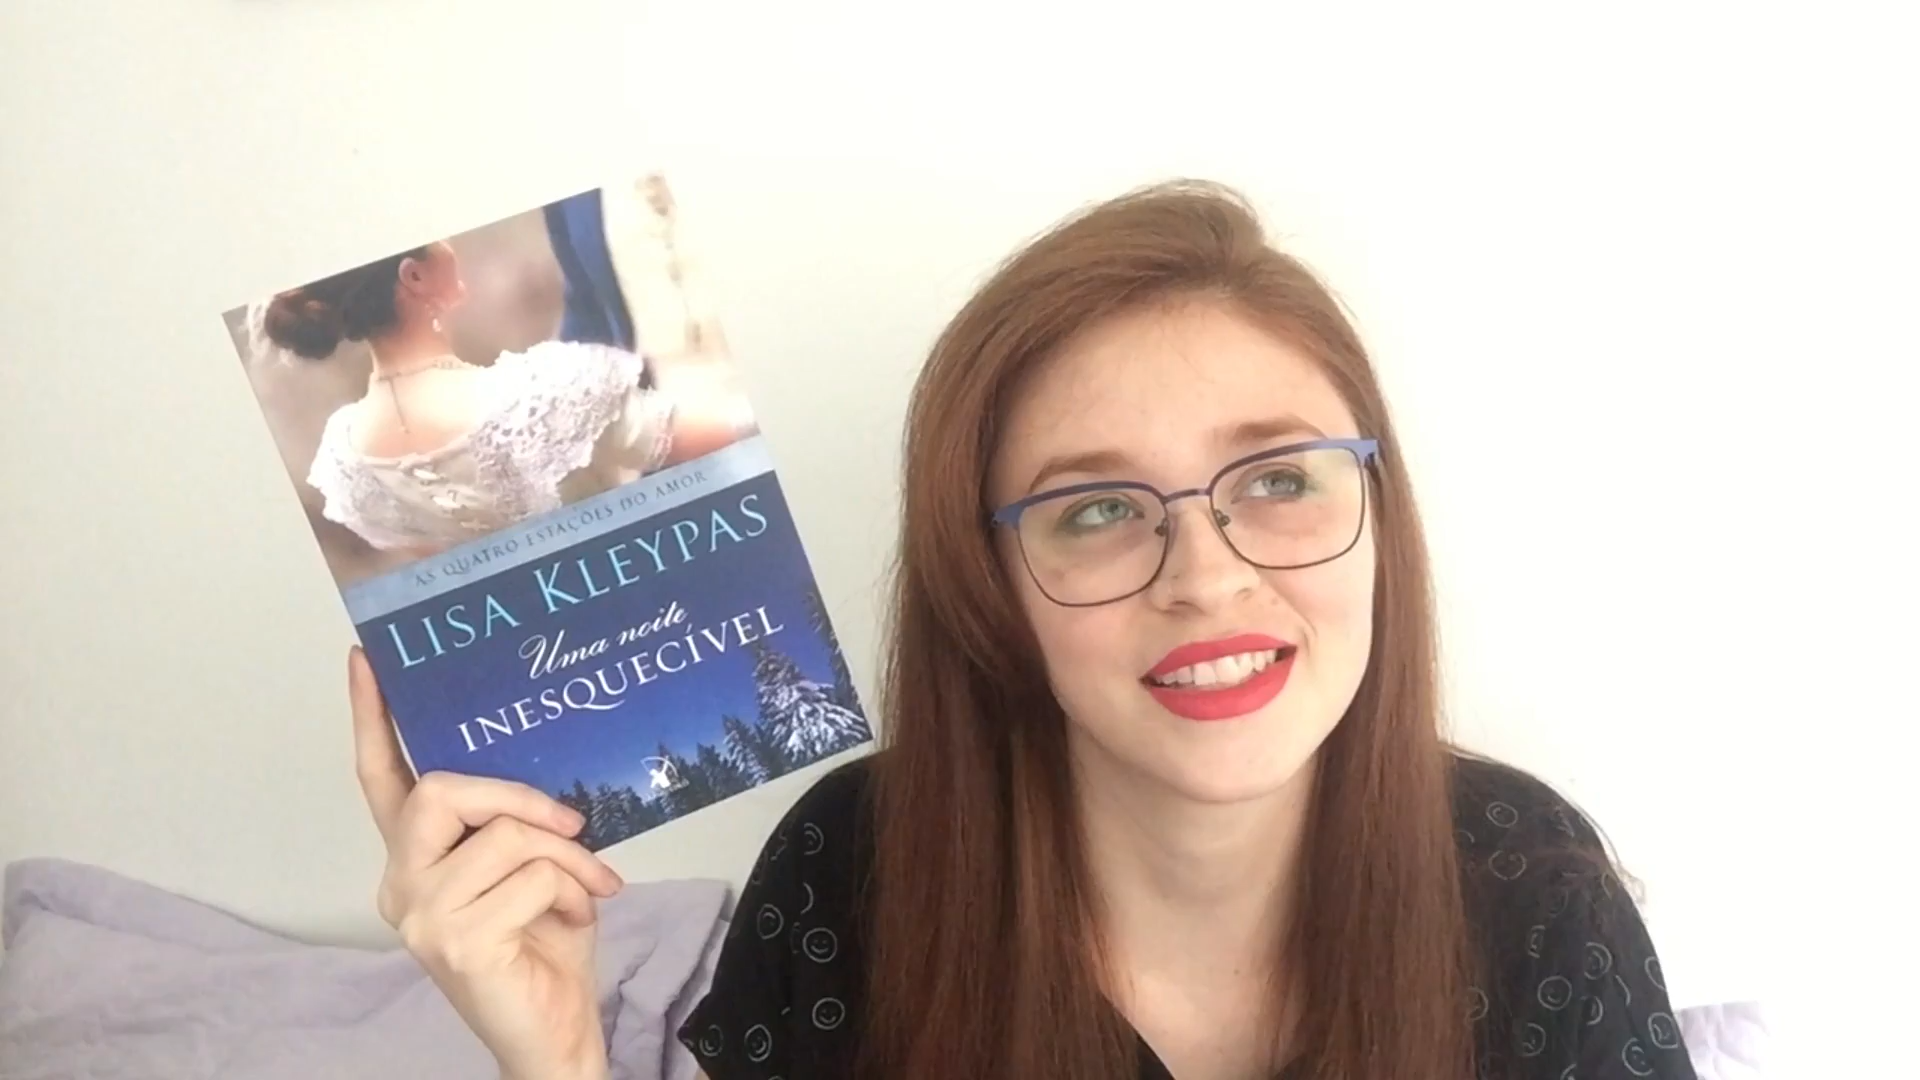 AS QUATRO ESTAÇÕES DO AMOR
LISA KLEYPAS
Uma noite
INESQUECÍVEL